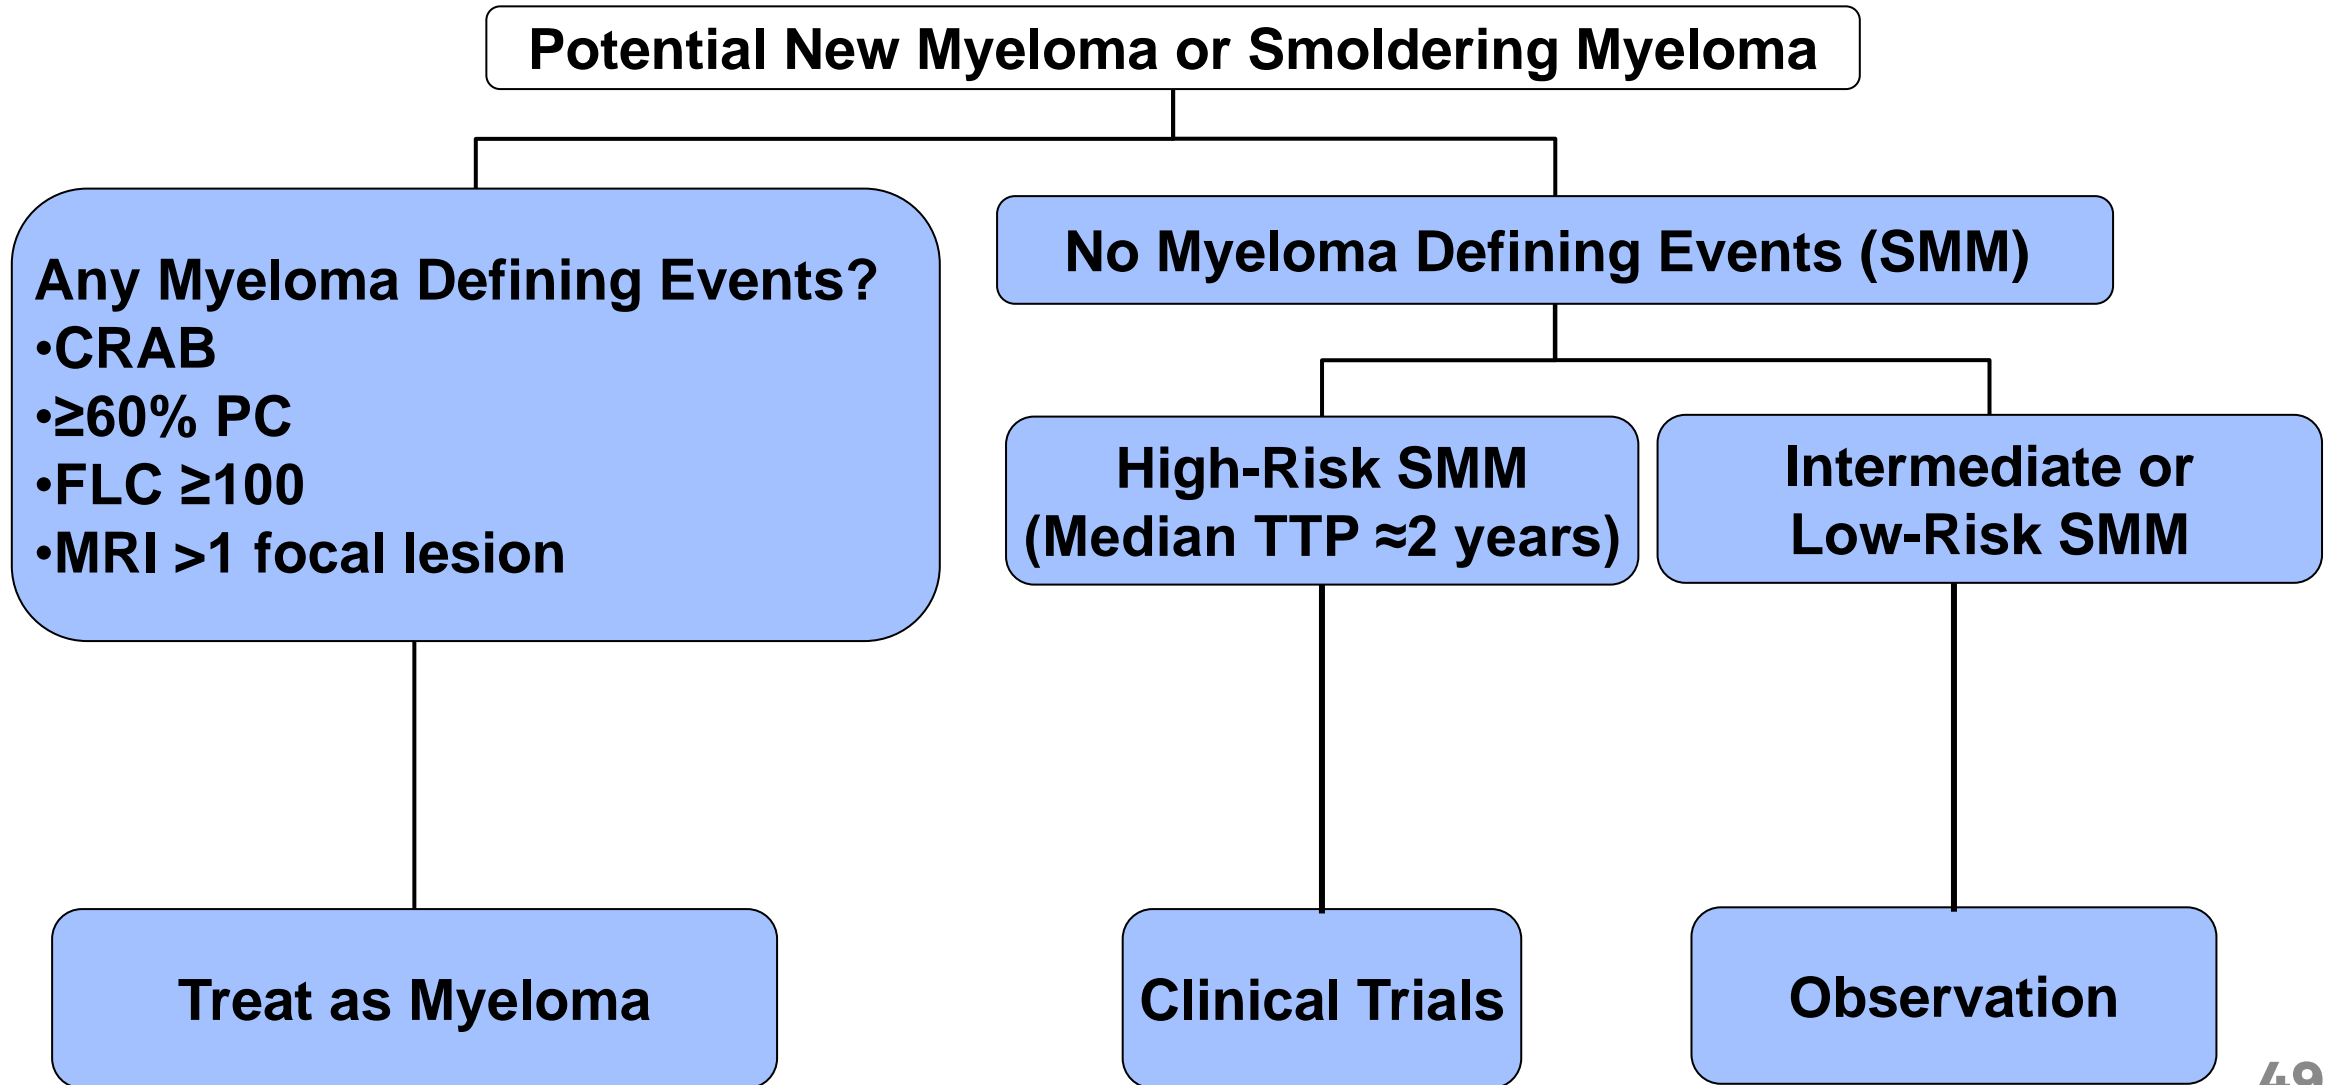 Potential New Myeloma or Smoldering Myeloma
Any Myeloma Defining Events?
•CRAB
•≥60% PC
•FLC ≥100
•MRI >1 focal lesion
No Myeloma Defining Events (SMM)
High-Risk SMM
(Median TTP ≈2 years)
Intermediate or
Low-Risk SMM
Treat as Myeloma
Clinical Trials
Observation
49